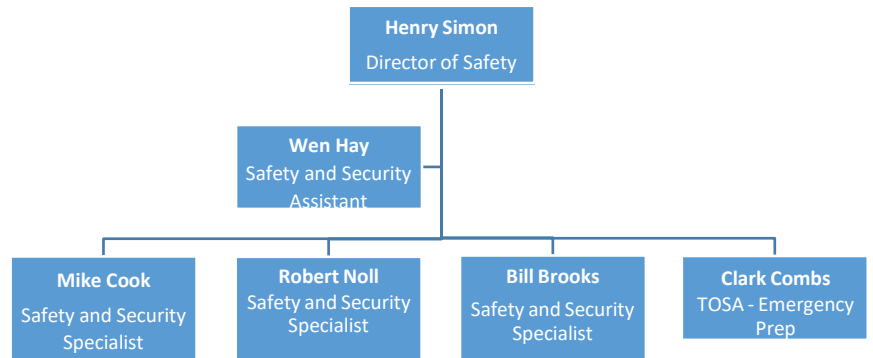 Henry Simon
Director of Safety
Wen Hay
Safety and Security
Assistant
Mike Cook
Safety and Security
Specialist
Robert Noll
Safety and Security
Specialist
Bill Brooks
Safety and Security
Specialist
Clark Combs
TOSA - Emergency
Prep